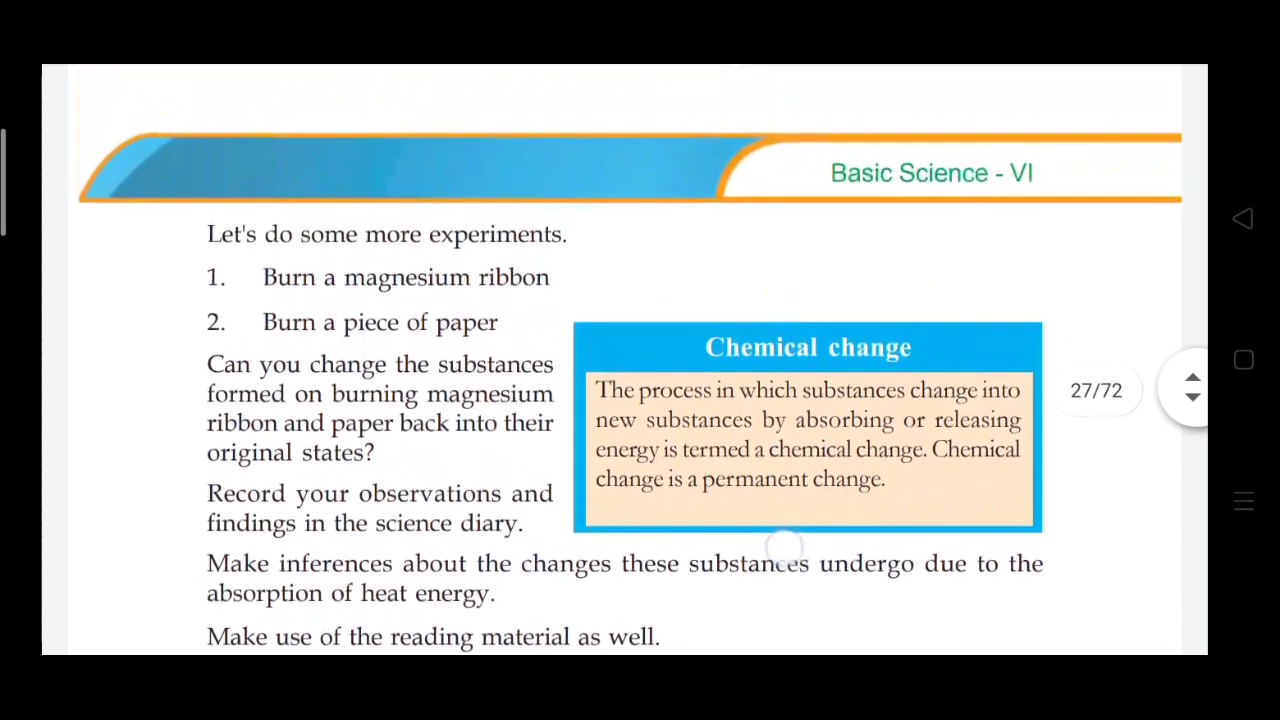 Basic Science - VI
Let's do some more experiments.
1. Burn a magnesium ribbon
2. Burn a piece of paper
Can you change the substances
formed on burning magnesium
ribbon and paper back into their
original states?
Record your observations and
findings in the science diary.
Chemical change
The process in which substances change into
new substances by absorbing or releasing
energy is termed a chemical change. Chemical
change is a permanent change.
27/72
Make inferences about the changes these substances undergo due to the
absorption of heat energy.
Make use of the reading material as well.